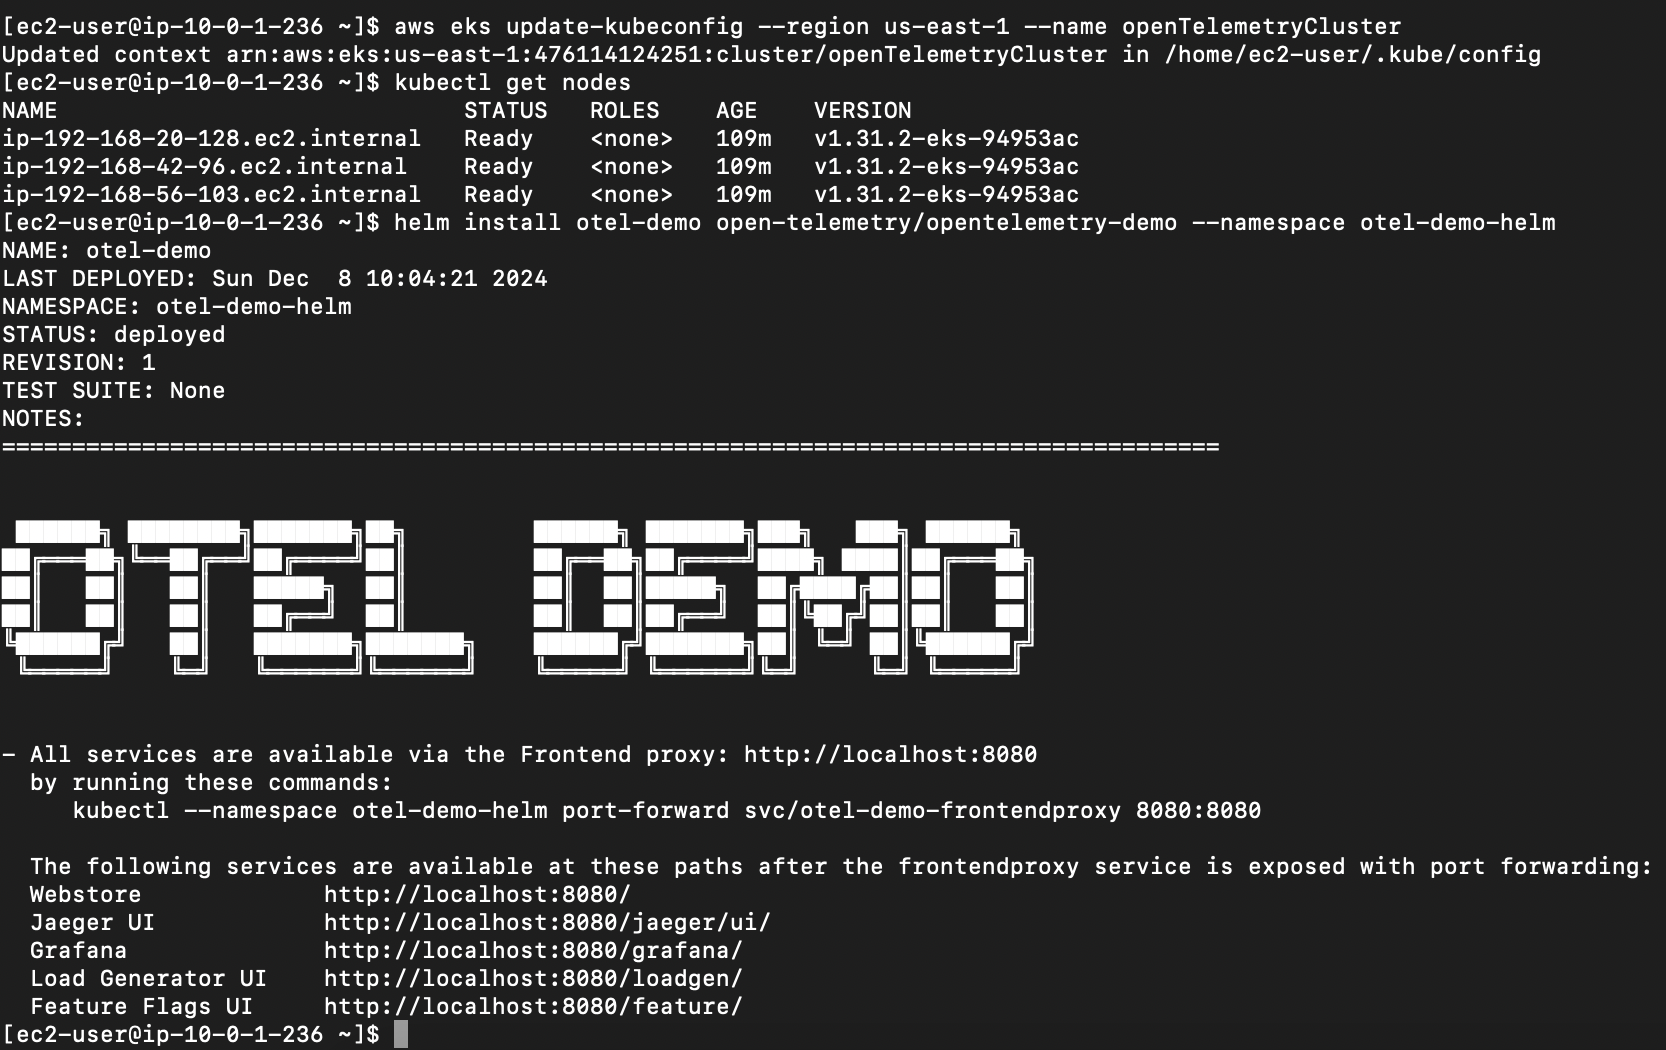 [ec2-user@ip-10-0-1-236 ~]$ aws eks update-kubeconfig --region us-east-1 --name openTelemetryCluster
Updated context arn:aws:eks:us-east-1:476114124251:cluster/openTelemetryCluster in /home/ec2-user/.kube/config
[ec2-user@ip-10-0-1-236 ~]$ kubectl get nodes
NAME                             STATUS   ROLES    AGE    VERSION
ip-192-168-20-128.ec2.internal   Ready    <none>   109m   v1.31.2-eks-94953ac
ip-192-168-42-96.ec2.internal    Ready    <none>   109m   v1.31.2-eks-94953ac
ip-192-168-56-103.ec2.internal   Ready    <none>   109m   v1.31.2-eks-94953ac
[ec2-user@ip-10-0-1-236 ~]$ helm install otel-demo open-telemetry/opentelemetry-demo --namespace otel-demo-helm
NAME: otel-demo
LAST DEPLOYED: Sun Dec  8 10:04:21 2024
NAMESPACE: otel-demo-helm
STATUS: deployed
REVISION: 1
TEST SUITE: None
NOTES:
=======================================================================================
OTEL DEMO
- All services are available via the Frontend proxy: http://localhost:8080
  by running these commands:
     kubectl --namespace otel-demo-helm port-forward svc/otel-demo-frontendproxy 8080:8080
  The following services are available at these paths after the frontendproxy service is exposed with port forwarding:
  Webstore             http://localhost:8080/
  Jaeger UI            http://localhost:8080/jaeger/ui/
  Grafana              http://localhost:8080/grafana/
  Load Generator UI    http://localhost:8080/loadgen/
  Feature Flags UI     http://localhost:8080/feature/
[ec2-user@ip-10-0-1-236 ~]$